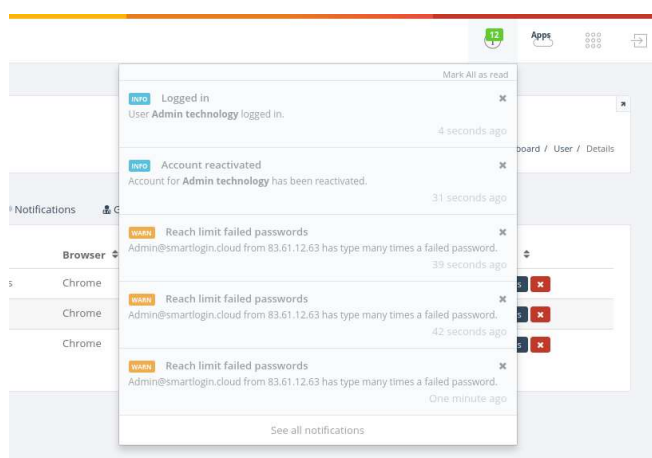 12
Apps
Mark All as read
INFO Logged in
User Admin technology logged in.
4 seconds ago
INFO Account reactivated
Account for Admin technology has been reactivated.
31 seconds ago
WARN Reach limit failed passwords
Admin@smartlogin.cloud from 83.61.12.63 has type many times a failed password.
39 seconds ago
WARN Reach limit failed passwords
Admin@smartlogin.cloud from 83.61.12.63 has type many times a failed password.
42 seconds ago
WARN Reach limit failed passwords
Admin@smartlogin.cloud from 83.61.12.63 has type many times a failed password.
One minute ago
See all notifications
board / User / Details
Notifications G
Browser
s Chrome s
Chrome s
Chrome s